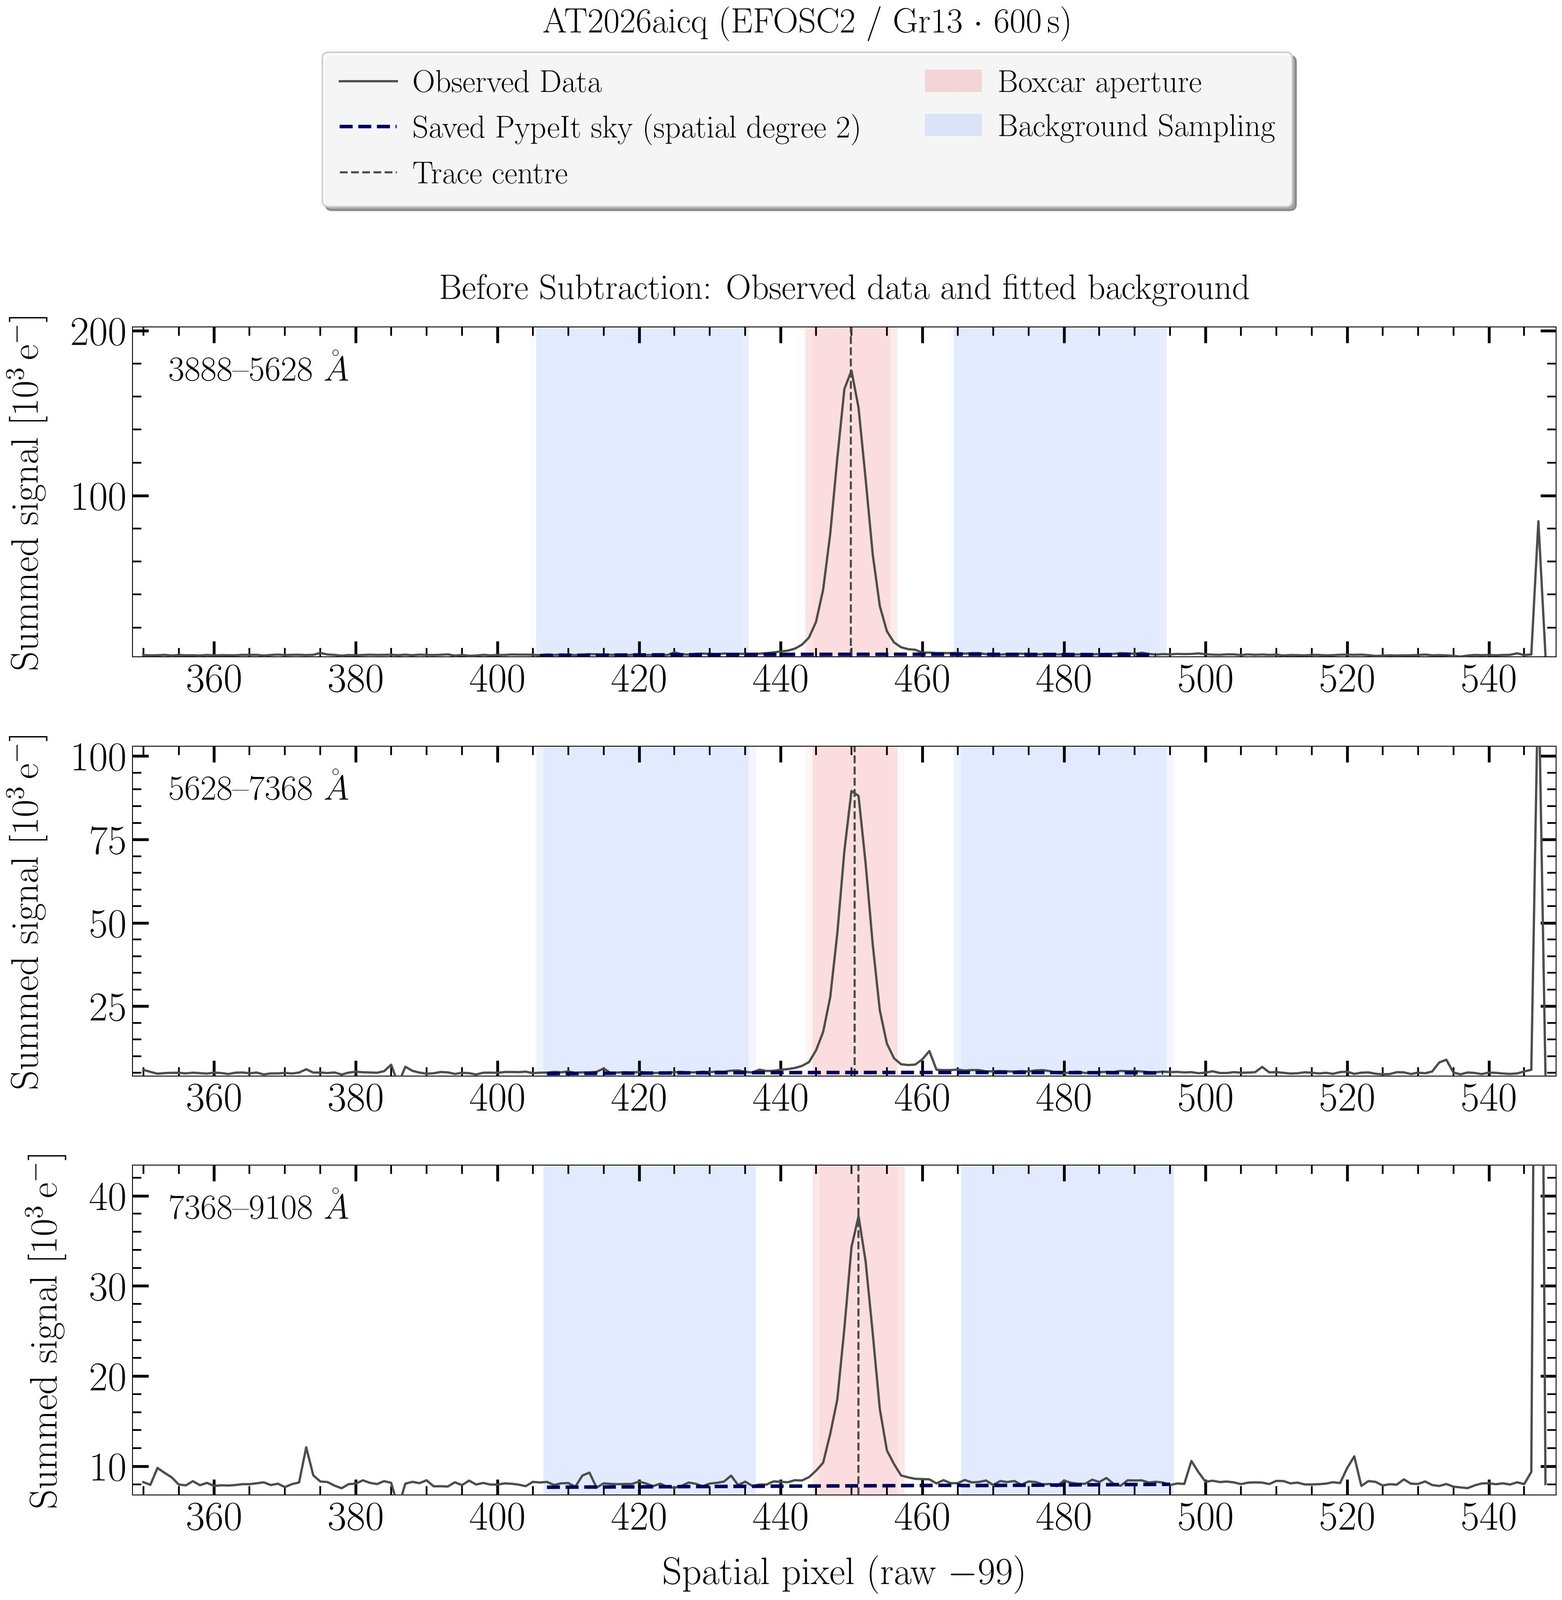 AT2026aicq (EFOSC2 / Gr13 · 600 s)
Observed Data
Saved PypeIt sky (spatial degree 2)
Trace centre
Boxcar aperture
Background Sampling
Before Subtraction: Observed data and fitted background
Summed signal [10³ e⁻]
200
100
3888–5628 Å
360 380 400 420 440 460 480 500 520 540
Summed signal [10³ e⁻]
100
75
50
25
5628–7368 Å
360 380 400 420 440 460 480 500 520 540
Summed signal [10³ e⁻]
40
30
20
10
7368–9108 Å
360 380 400 420 440 460 480 500 520 540
Spatial pixel (raw −99)